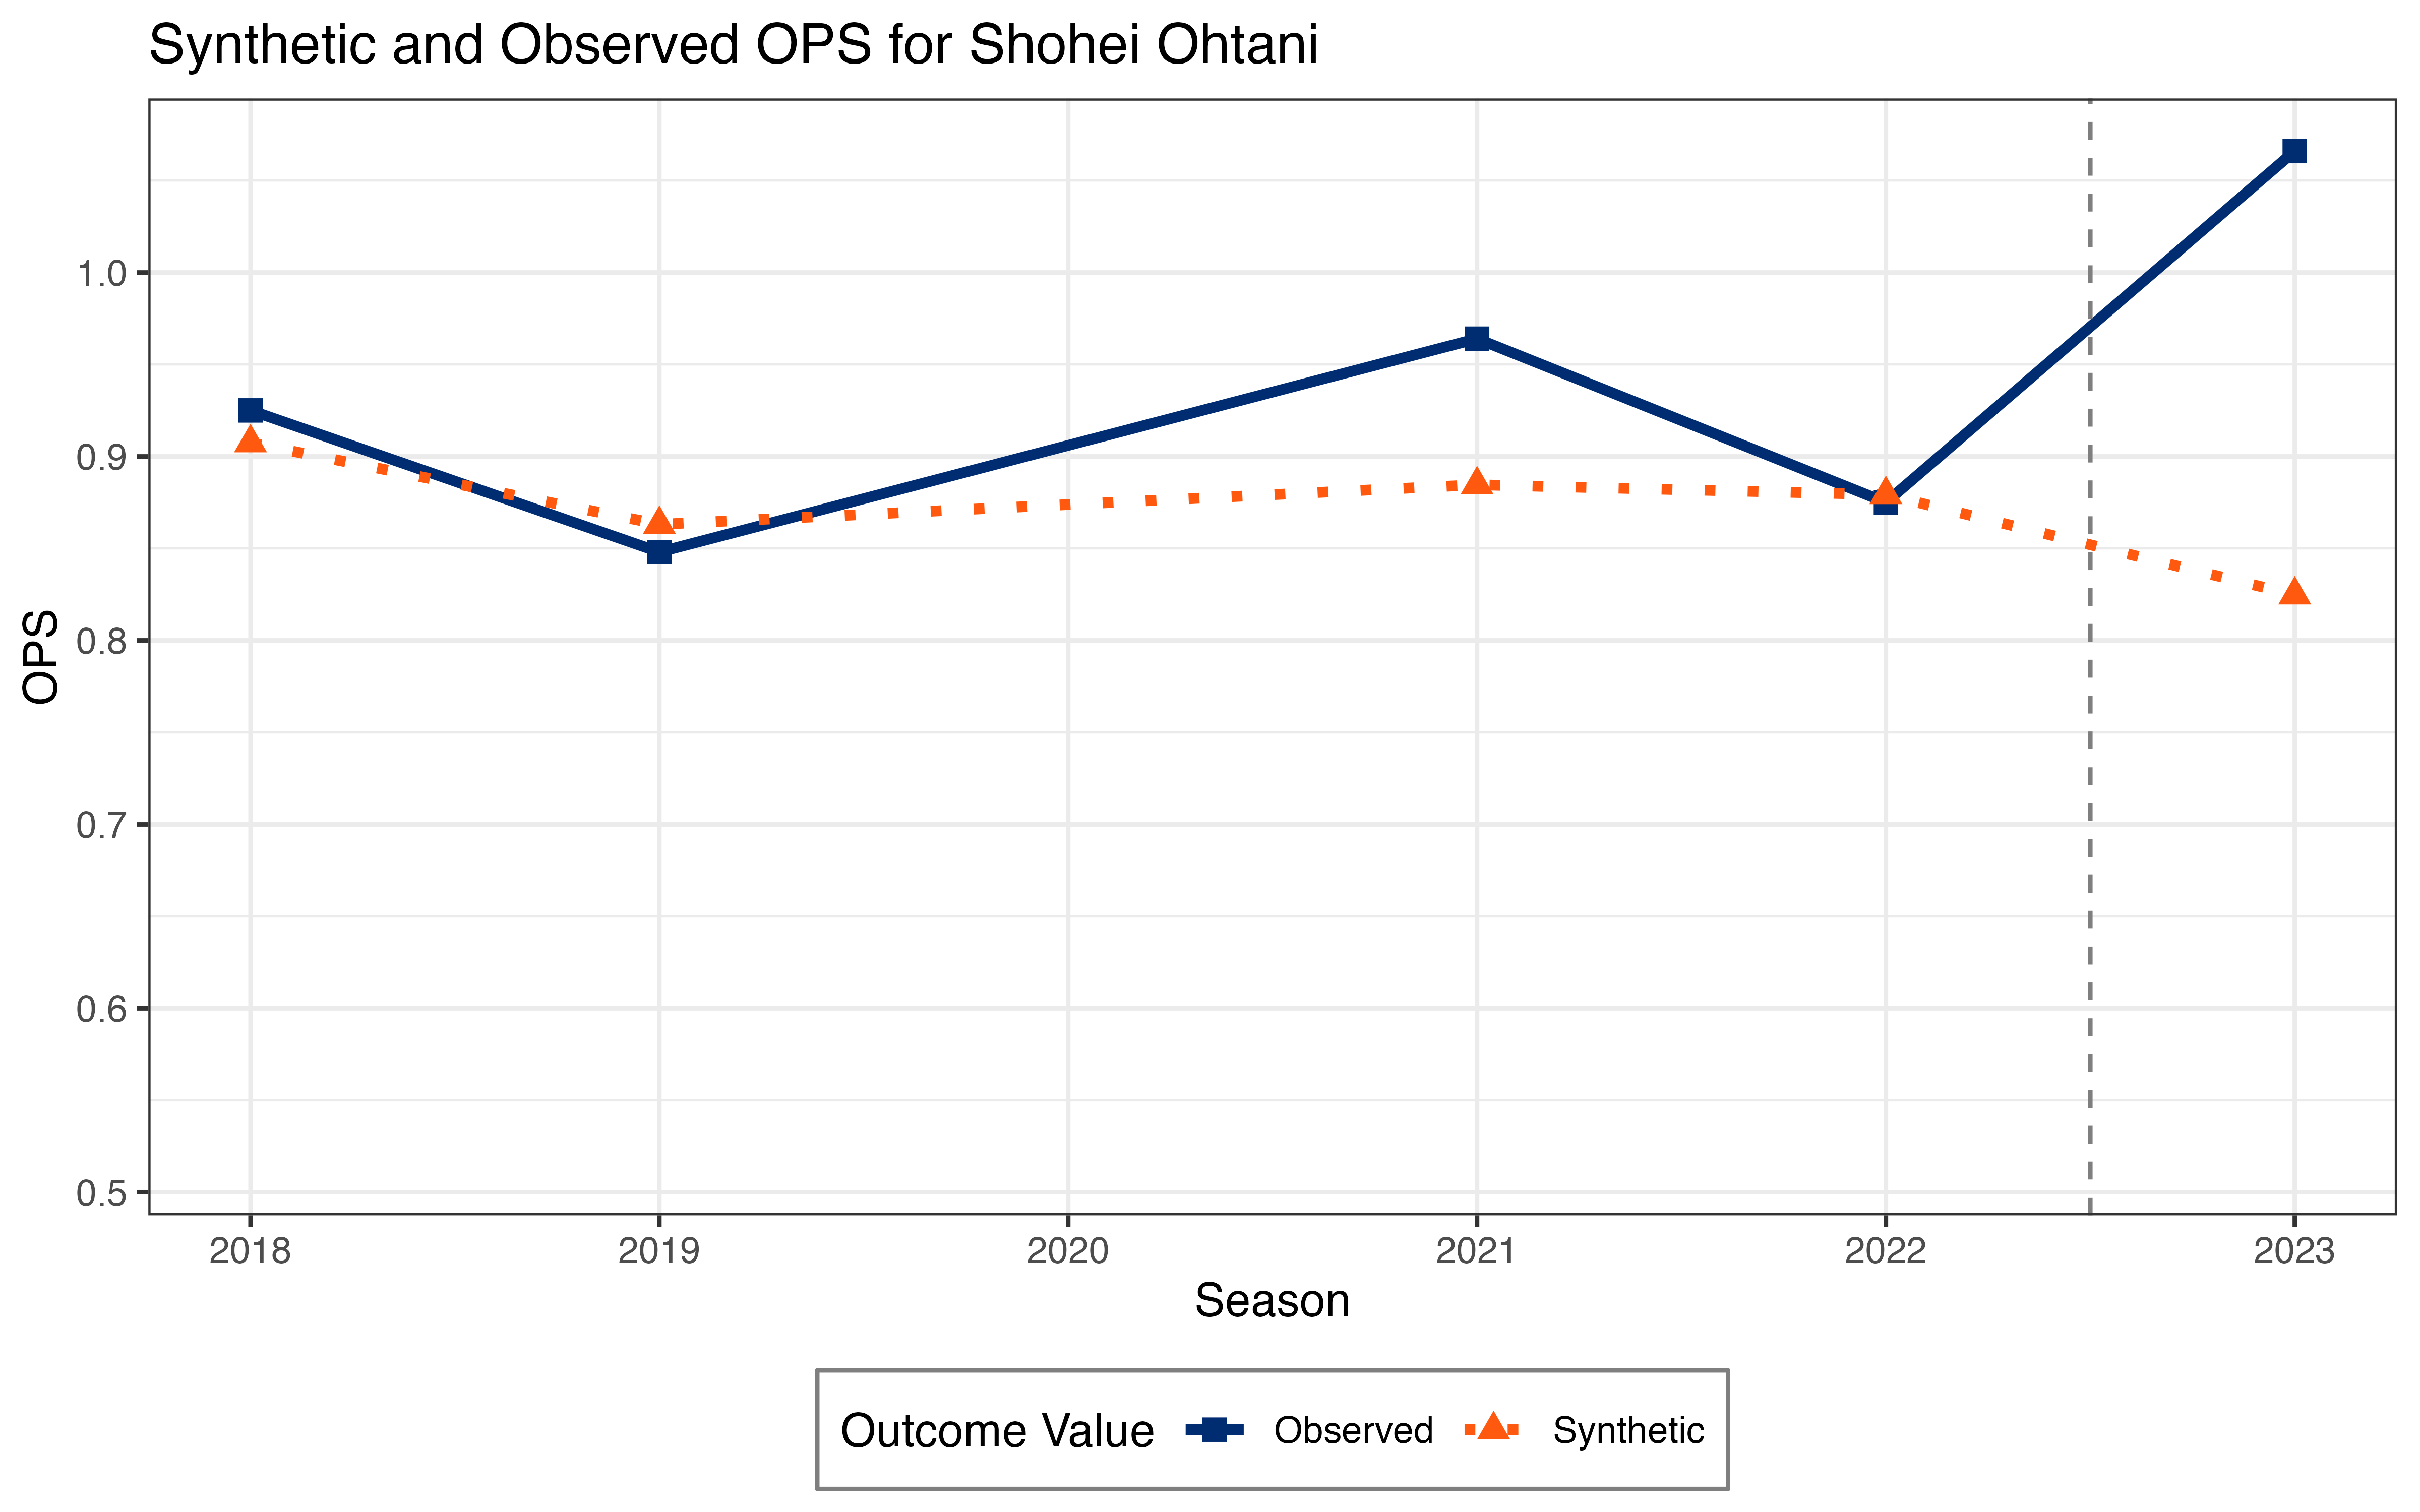 Synthetic and Observed OPS for Shohei Ohtani
OPS
1.0
0.9
0.8
0.7
0.6
0.5
2018 2019 2020 2021 2022 2023
Season
Outcome Value Observed Synthetic